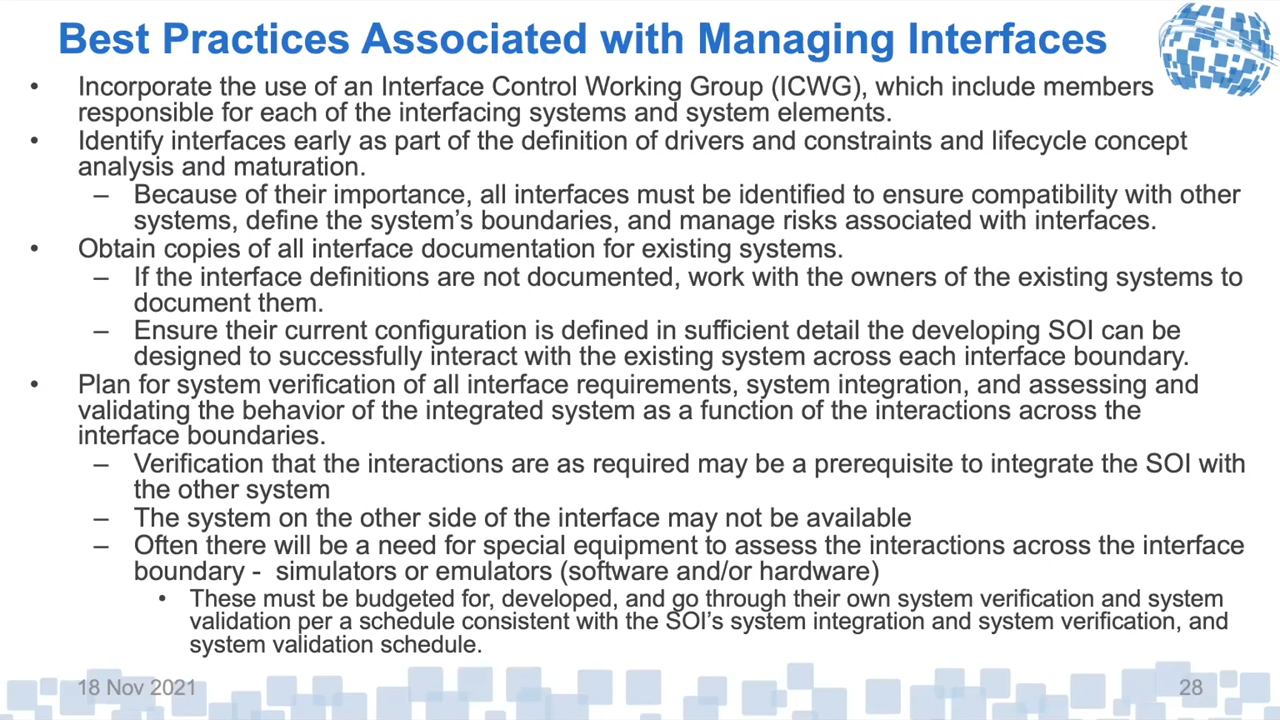 Best Practices Associated with Managing Interfaces
• Incorporate the use of an Interface Control Working Group (ICWG), which include members
responsible for each of the interfacing systems and system elements.
• Identify interfaces early as part of the definition of drivers and constraints and lifecycle concept
analysis and maturation.
– Because of their importance, all interfaces must be identified to ensure compatibility with other
systems, define the system’s boundaries, and manage risks associated with interfaces.
• Obtain copies of all interface documentation for existing systems.
– If the interface definitions are not documented, work with the owners of the existing systems to
document them.
– Ensure their current configuration is defined in sufficient detail the developing SOI can be
designed to successfully interact with the existing system across each interface boundary.
• Plan for system verification of all interface requirements, system integration, and assessing and
validating the behavior of the integrated system as a function of the interactions across the
interface boundaries.
– Verification that the interactions are as required may be a prerequisite to integrate the SOI with
the other system
– The system on the other side of the interface may not be available
– Often there will be a need for special equipment to assess the interactions across the interface
boundary - simulators or emulators (software and/or hardware)
• These must be budgeted for, developed, and go through their own system verification and system
validation per a schedule consistent with the SOI’s system integration and system verification, and
system validation schedule.
18 Nov 2021
28